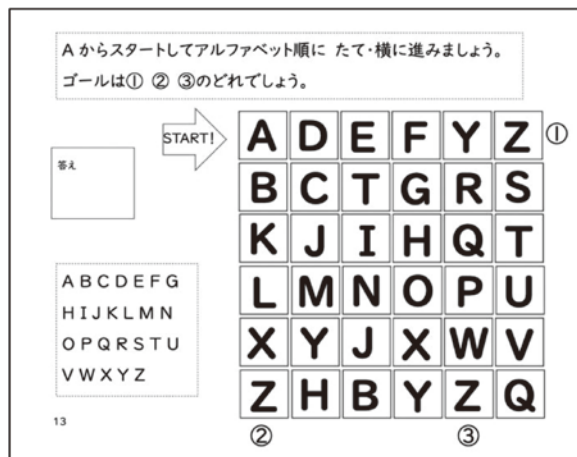 Aからスタートしてアルファベット順に たて・横に進みましょう。
ゴールは① ② ③のどれでしょう。
START!
答え
A D E F Y Z ①
B C T G R S
K J I H Q T
L M N O P U
X Y J X W V
Z H B Y Z Q
② ③
A B C D E F G
H I J K L M N
O P Q R S T U
V W X Y Z
13